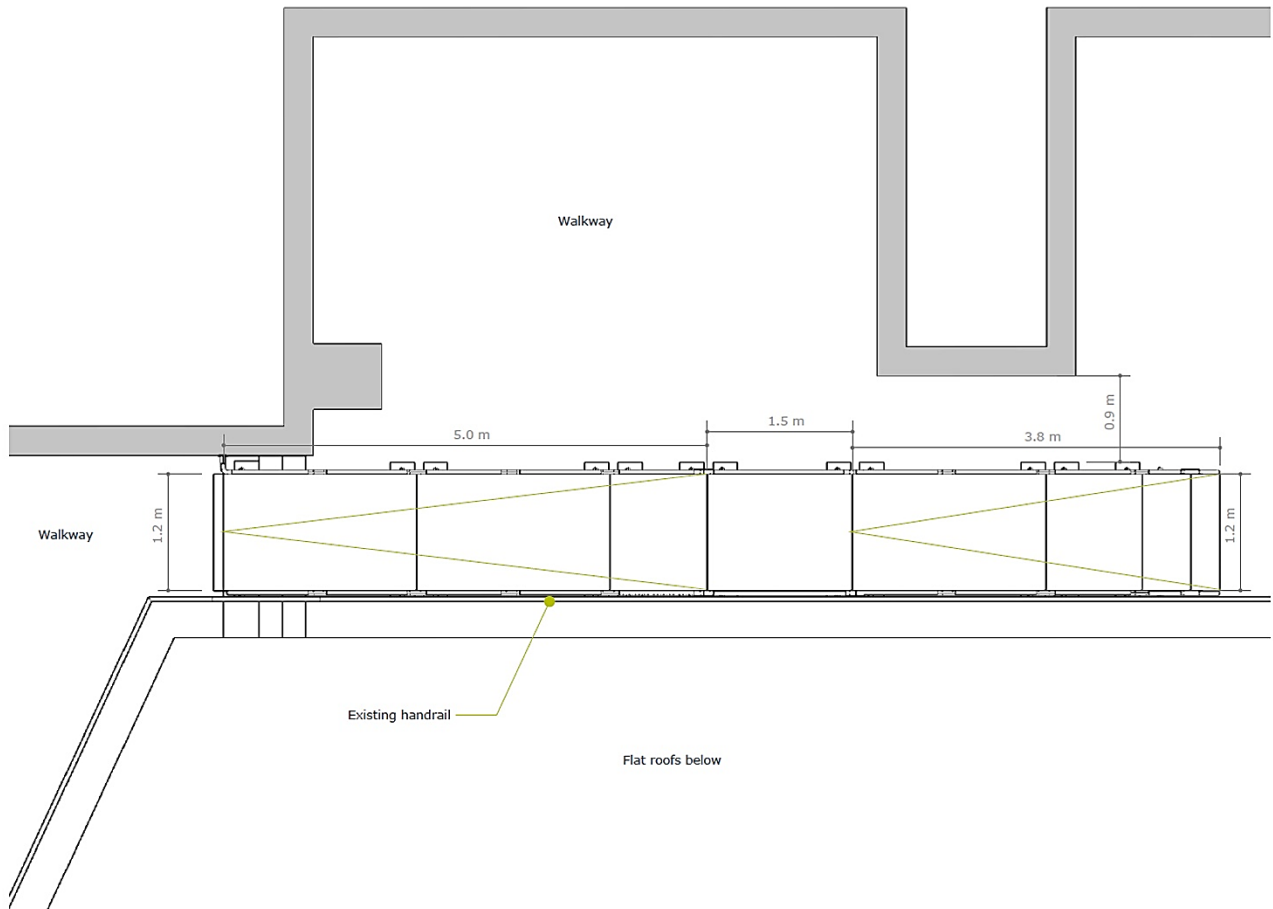 Walkway
0.9 m
1.5 m
5.0 m
3.8 m
1.2 m
Walkway
1.2 m
Existing handrail
Flat roofs below